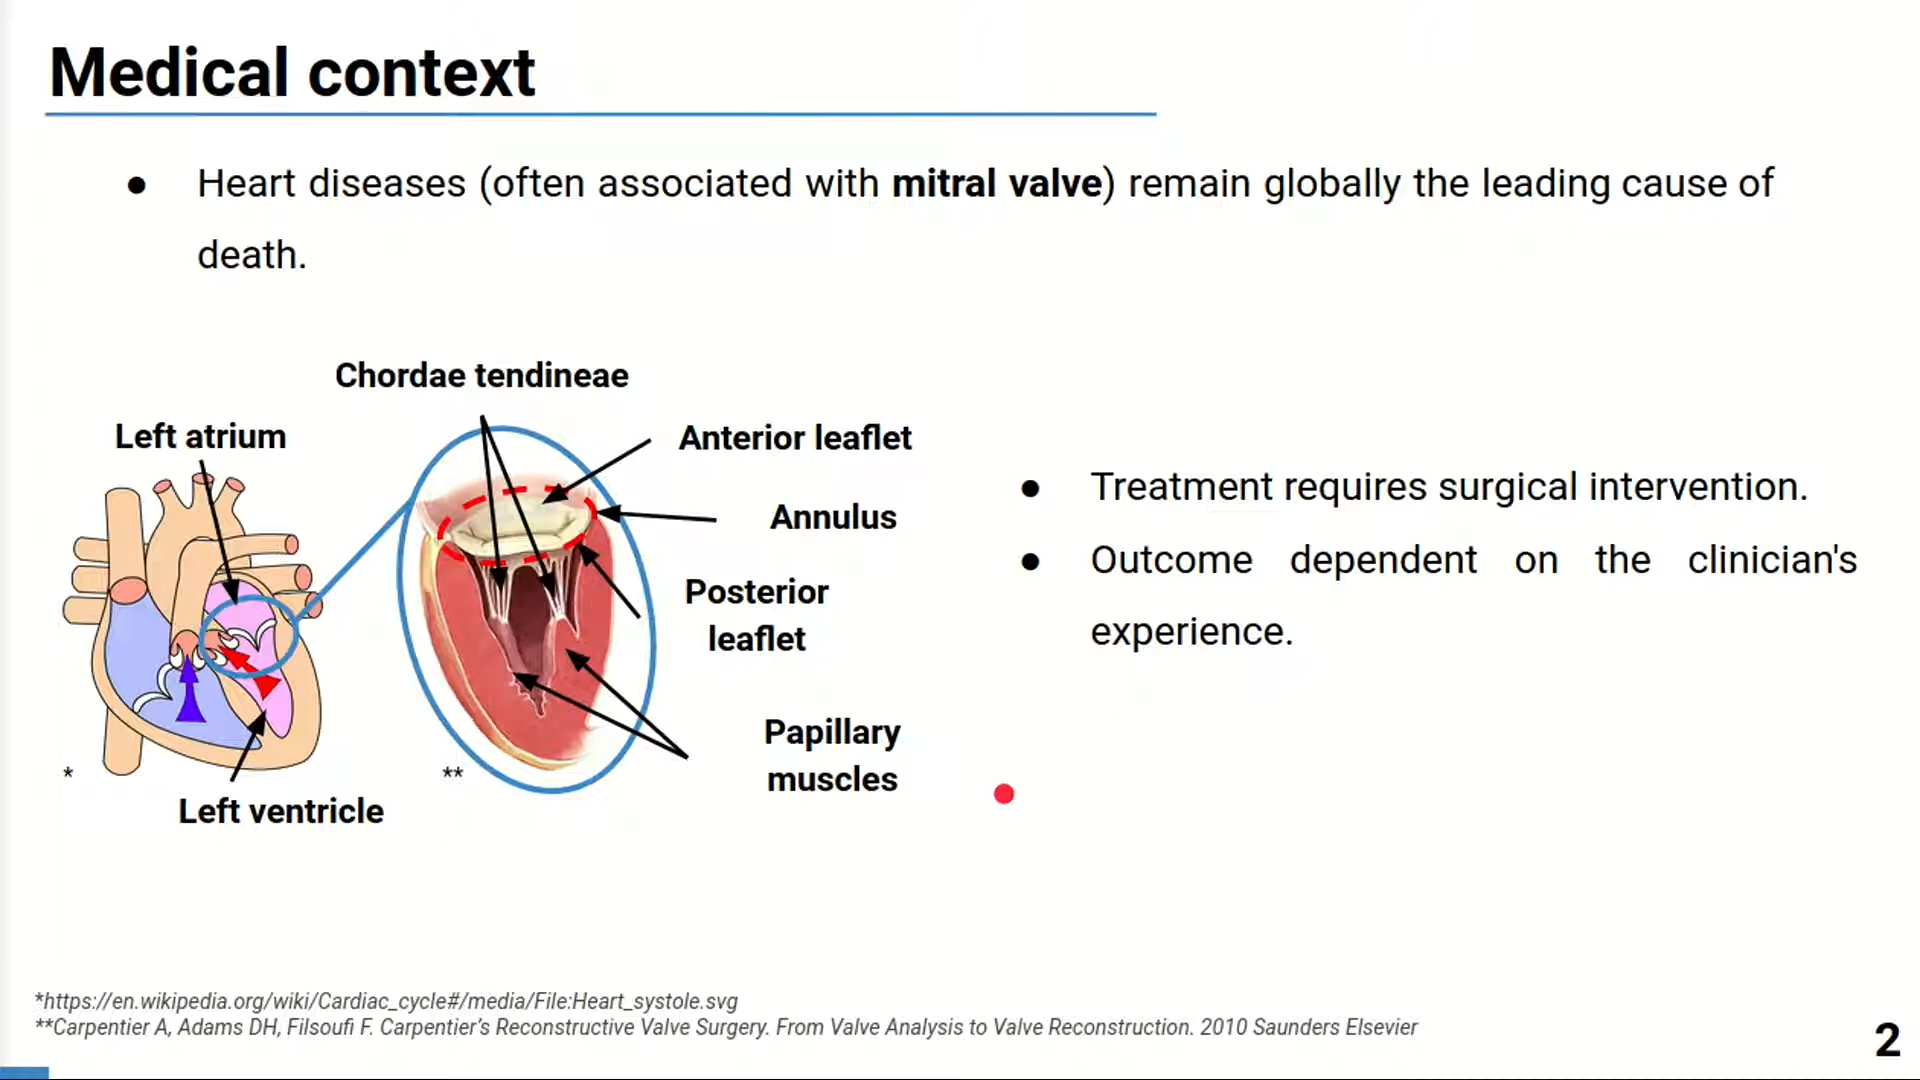 Medical context
● Heart diseases (often associated with mitral valve) remain globally the leading cause of
death.
Chordae tendineae
Left atrium
Anterior leaflet
Annulus
Posterior
leaflet
Papillary
muscles
*
**
Left ventricle
● Treatment requires surgical intervention.
● Outcome dependent on the clinician's
experience.
*https://en.wikipedia.org/wiki/Cardiac_cycle#/media/File:Heart_systole.svg
**Carpentier A, Adams DH, Filsoufi F. Carpentier’s Reconstructive Valve Surgery. From Valve Analysis to Valve Reconstruction. 2010 Saunders Elsevier
2